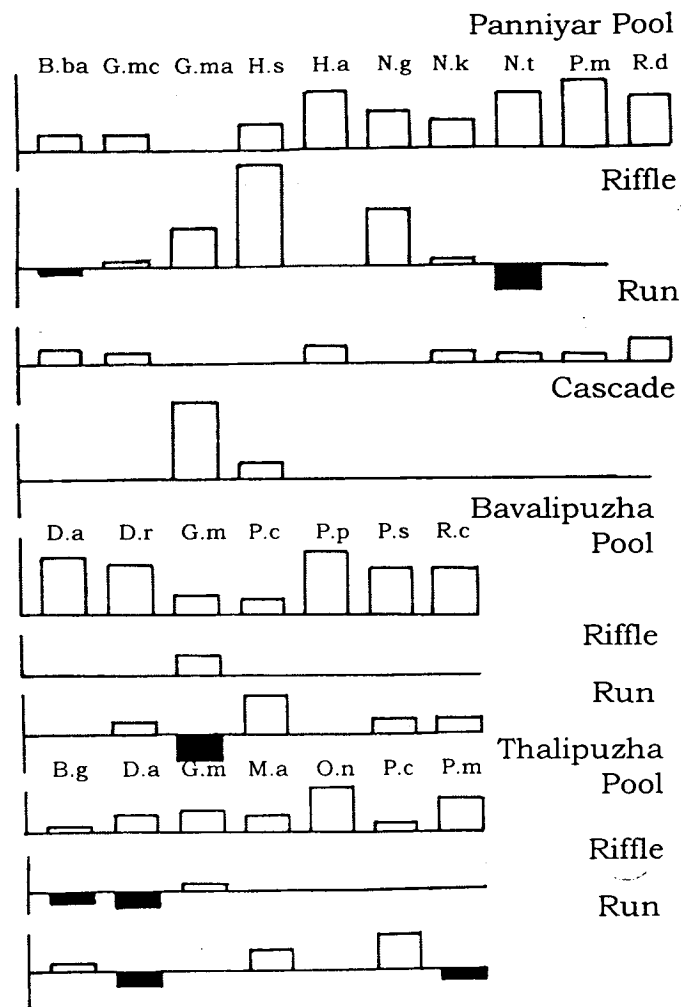 Panniyar Pool
B.ba G.mc G.ma H.s H.a N.g N.k N.t P.m R.d
Riffle
Run
Cascade
Bavalipuzha
D.a D.r G.m P.c P.p P.s R.c
Pool
Riffle
Run
Thalipuzha
B.g D.a G.m M.a O.n P.c P.m
Pool
Riffle
Run